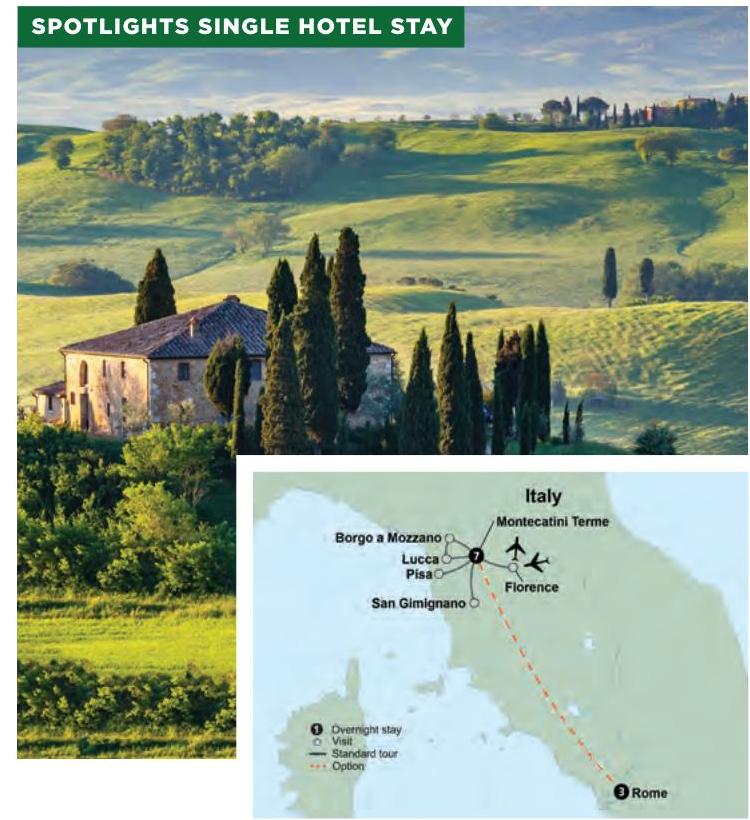 SPOTLIGHTS SINGLE HOTEL STAY
Italy
Montecatini Terme
Borgo a Mozzano
7
Lucca
Pisa
Florence
San Gimignano
1 Overnight stay
Visit
Standard tour
Option
3 Rome